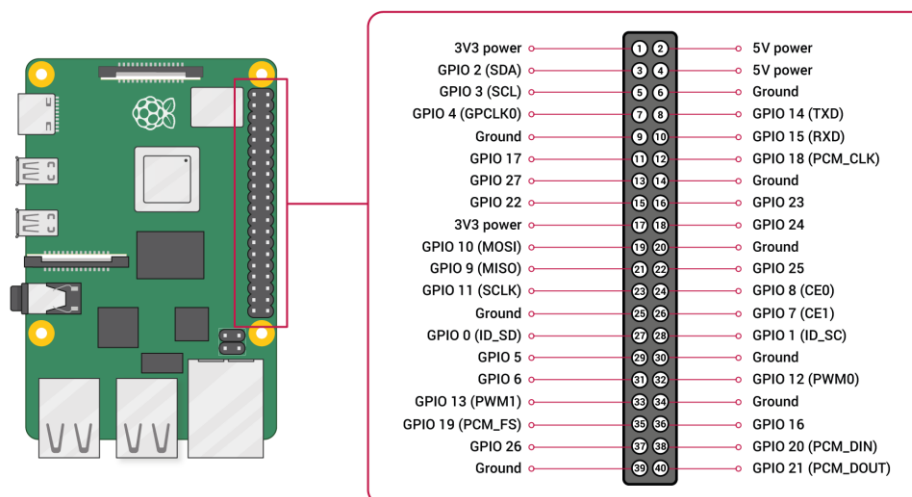 3V3 power 1 2 5V power
GPIO 2 (SDA) 3 4 5V power
GPIO 3 (SCL) 5 6 Ground
GPIO 4 (GPCLK0) 7 8 GPIO 14 (TXD)
Ground 9 10 GPIO 15 (RXD)
GPIO 17 11 12 GPIO 18 (PCM_CLK)
GPIO 27 13 14 Ground
GPIO 22 15 16 GPIO 23
3V3 power 17 18 GPIO 24
GPIO 10 (MOSI) 19 20 Ground
GPIO 9 (MISO) 21 22 GPIO 25
GPIO 11 (SCLK) 23 24 GPIO 8 (CE0)
Ground 25 26 GPIO 7 (CE1)
GPIO 0 (ID_SD) 27 28 GPIO 1 (ID_SC)
GPIO 5 29 30 Ground
GPIO 6 31 32 GPIO 12 (PWM0)
GPIO 13 (PWM1) 33 34 Ground
GPIO 19 (PCM_FS) 35 36 GPIO 16
GPIO 26 37 38 GPIO 20 (PCM_DIN)
Ground 39 40 GPIO 21 (PCM_DOUT)